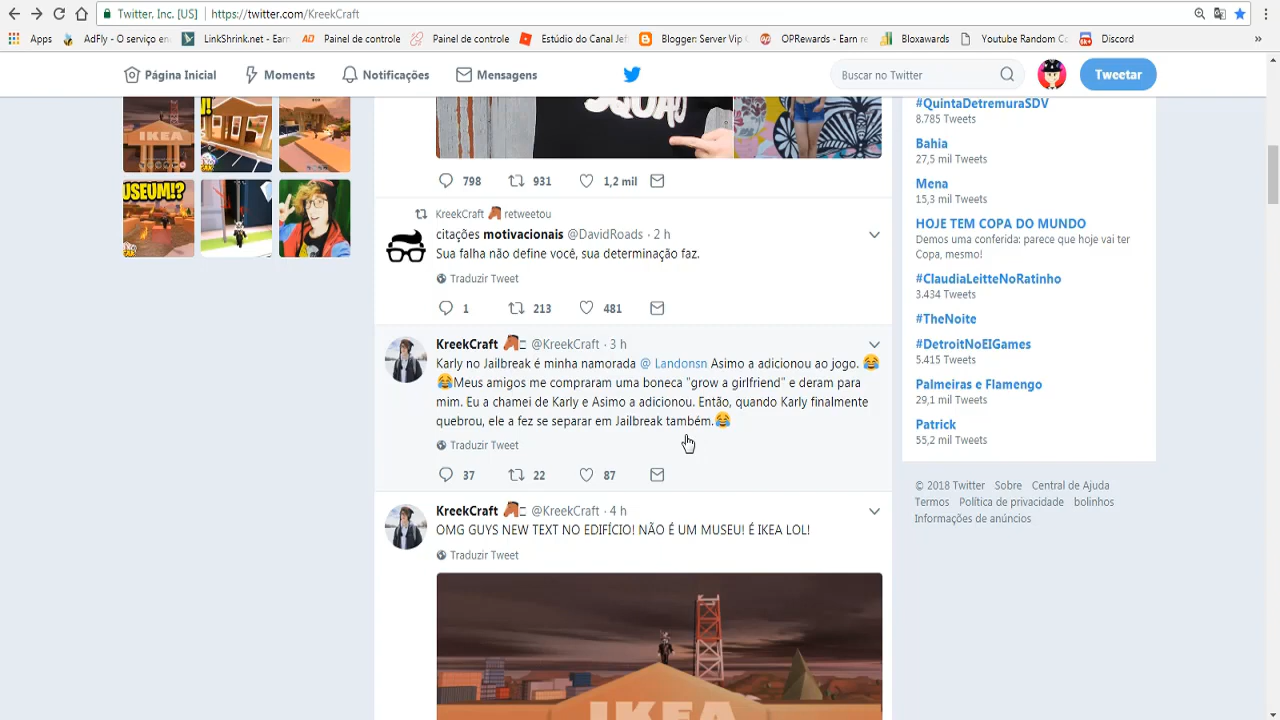 Twitter, Inc. [US] https://twitter.com/KreekCraft
Apps AdFly - O serviço en LinkShrink.net - Earn Painel de controle Painel de controle Estúdio do Canal Jef Blogger: Server Vip OPRewards - Earn re Bloxawards Youtube Random Co Discord »
Página Inicial Moments Notificações Mensagens Buscar no Twitter Tweetar
IKEA
SQUAD
#QuintaDetremuraSDV
8.785 Tweets
Bahia
27,5 mil Tweets
Mena
15,3 mil Tweets
HOJE TEM COPA DO MUNDO
Demos uma conferida: parece que hoje vai ter
Copa, mesmo!
#ClaudiaLeitteNoRatinho
3.434 Tweets
#TheNoite
#DetroitNoEIGames
5.415 Tweets
Palmeiras e Flamengo
29,1 mil Tweets
Patrick
55,2 mil Tweets
© 2018 Twitter Sobre Central de Ajuda
Termos Política de privacidade bolinhos
Informações de anúncios
USEUM!?
798 931 1,2 mil
KreekCraft retweetou
citações motivacionais @DavidRoads · 2 h
Sua falha não define você, sua determinação faz.
Traduzir Tweet
1 213 481
KreekCraft @KreekCraft · 3 h
Karly no Jailbreak é minha namorada @ Landonsn Asimo a adicionou ao jogo. 😂
😂Meus amigos me compraram uma boneca "grow a girlfriend" e deram para
mim. Eu a chamei de Karly e Asimo a adicionou. Então, quando Karly finalmente
quebrou, ele a fez se separar em Jailbreak também.😂
Traduzir Tweet
37 22 87
KreekCraft @KreekCraft · 4 h
OMG GUYS NEW TEXT NO EDIFÍCIO! NÃO É UM MUSEU! É IKEA LOL!
Traduzir Tweet
IKEA